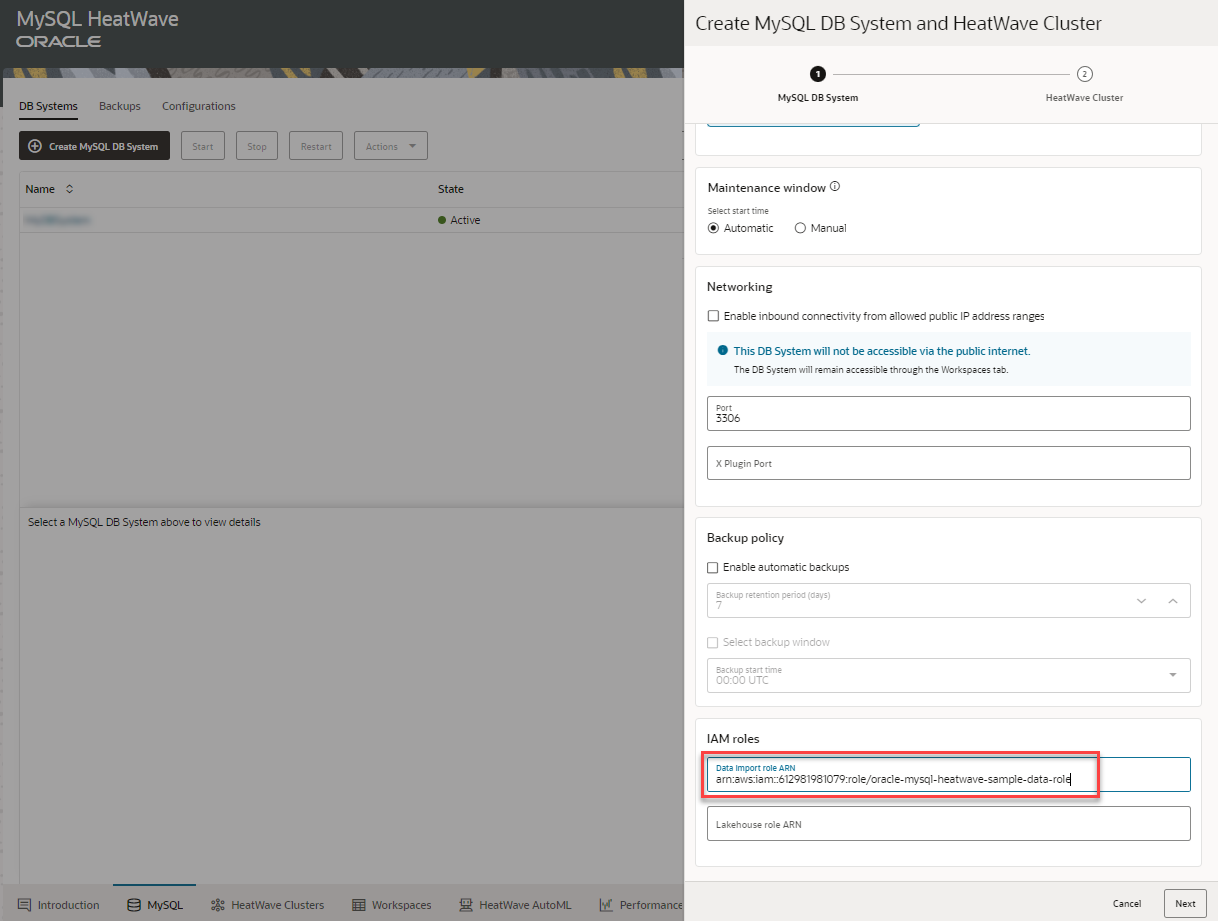 MySQL HeatWave
ORACLE
DB Systems Backups Configurations
Create MySQL DB System Start Stop Restart Actions
Name State
Active
Select a MySQL DB System above to view details
Introduction MySQL HeatWave Clusters Workspaces HeatWave AutoML Performance
Create MySQL DB System and HeatWave Cluster
1 2
MySQL DB System HeatWave Cluster
Maintenance window
Select start time
Automatic Manual
Networking
Enable inbound connectivity from allowed public IP address ranges
This DB System will not be accessible via the public internet.
The DB System will remain accessible through the Workspaces tab.
Port
3306
X Plugin Port
Backup policy
Enable automatic backups
Backup retention period (days)
7
Select backup window
Backup start time
00:00 UTC
IAM roles
Data Import role ARN
arn:aws:iam::612981981079:role/oracle-mysql-heatwave-sample-data-role
Lakehouse role ARN
Cancel Next